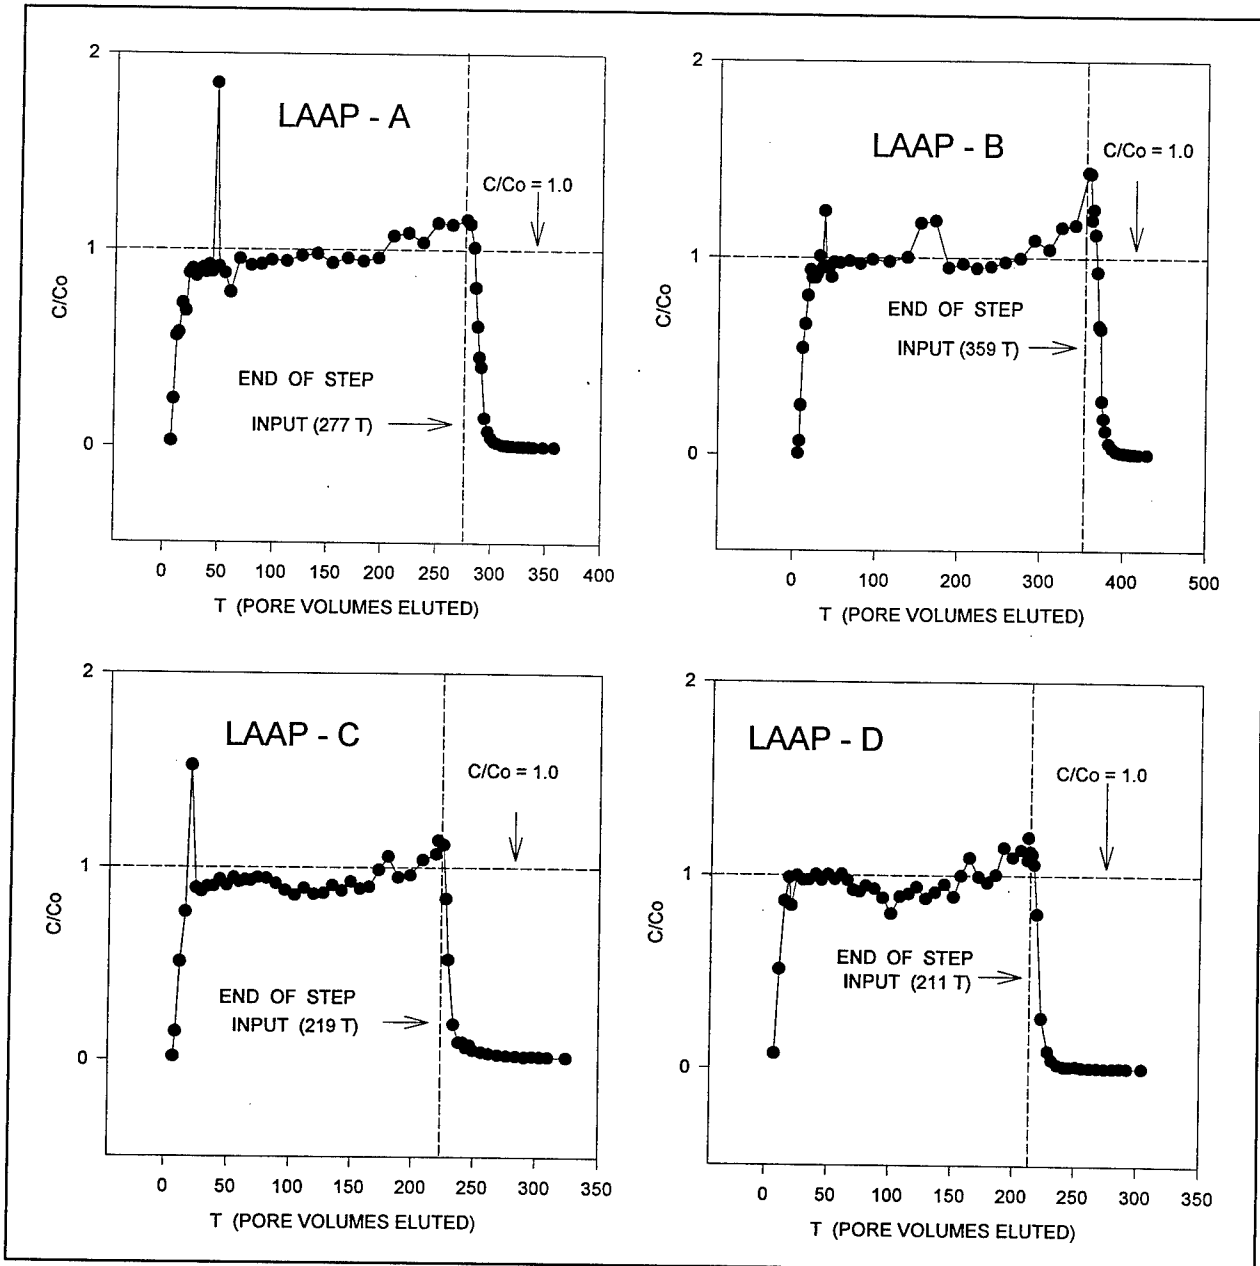 LAAP - A
2
1
0
C/Co
C/Co = 1.0
END OF STEP
INPUT (277 T)
0 50 100 150 200 250 300 350 400
T (PORE VOLUMES ELUTED)
LAAP - B
2
1
0
C/Co
C/Co = 1.0
END OF STEP
INPUT (359 T)
0 100 200 300 400 500
T (PORE VOLUMES ELUTED)
LAAP - C
2
1
0
C/Co
C/Co = 1.0
END OF STEP
INPUT (219 T)
0 50 100 150 200 250 300 350
T (PORE VOLUMES ELUTED)
LAAP - D
2
1
0
C/Co
C/Co = 1.0
END OF STEP
INPUT (211 T)
0 50 100 150 200 250 300 350
T (PORE VOLUMES ELUTED)